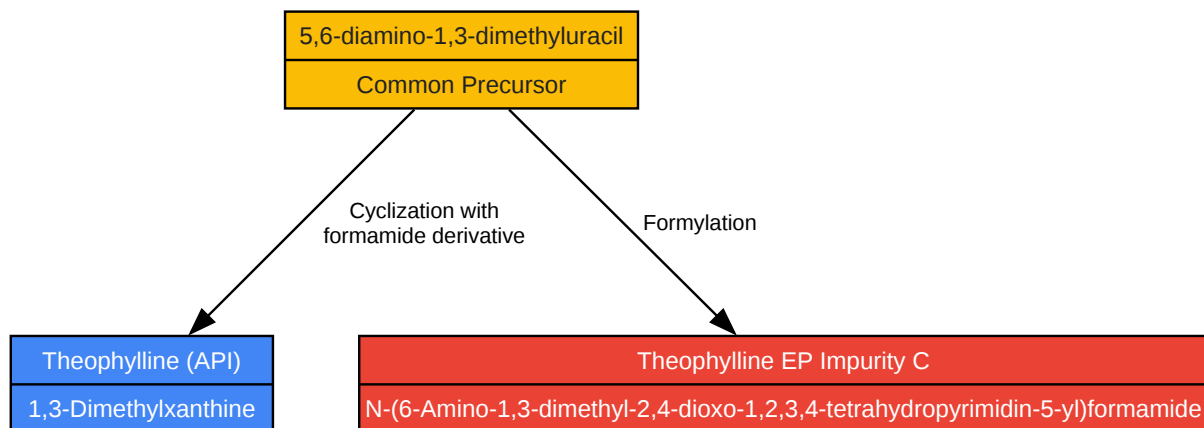 5,6-diamino-1,3-dimethyluracil
Common Precursor
Cyclization with
formamide derivative
Formylation
Theophylline (API)
1,3-Dimethylxanthine
Theophylline EP Impurity C
N-(6-Amino-1,3-dimethyl-2,4-dioxo-1,2,3,4-tetrahydropyrimidin-5-yl)formamide